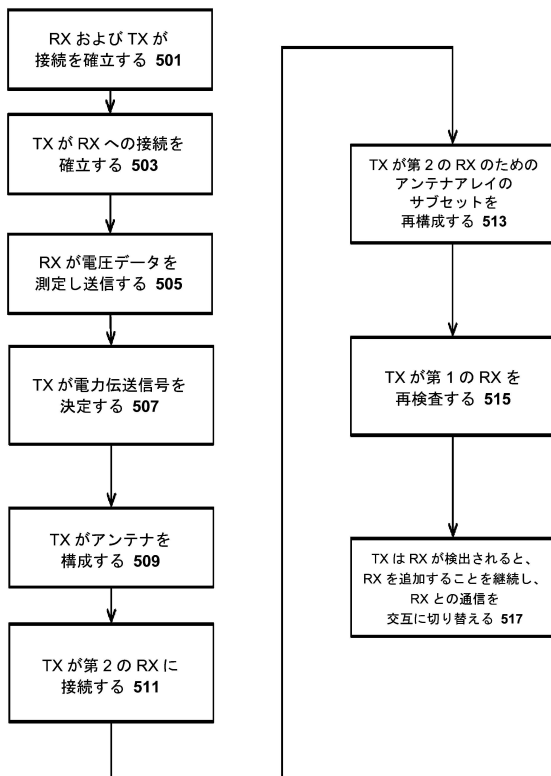 RX および TX が
接続を確立する 501
TX が RX への接続を
確立する 503
RX が電圧データを
測定し送信する 505
TX が電力伝送信号を
決定する 507
TX がアンテナを
構成する 509
TX が第 2 の RX に
接続する 511
TX が第 2 の RX のための
アンテナアレイの
サブセットを
再構成する 513
TX が第 1 の RX を
再検査する 515
TX は RX が検出されると、
RX を追加することを継続し、
RX との通信を
交互に切り替える 517